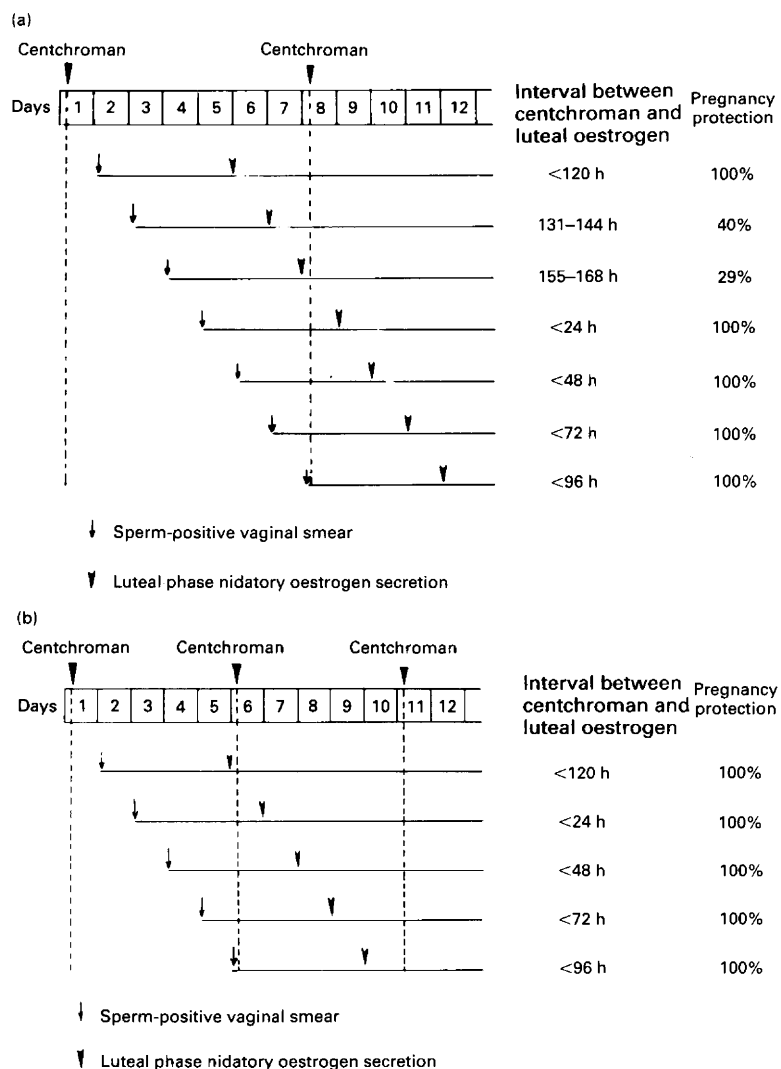 (a)
Centchroman Centchroman
Days 1 2 3 4 5 6 7 8 9 10 11 12
Interval between
centchroman and
luteal oestrogen
Pregnancy
protection
<120 h 100%
131–144 h 40%
155–168 h 29%
<24 h 100%
<48 h 100%
<72 h 100%
<96 h 100%
Sperm-positive vaginal smear
Luteal phase nidatory oestrogen secretion
(b)
Centchroman Centchroman Centchroman
Days 1 2 3 4 5 6 7 8 9 10 11 12
Interval between
centchroman and
luteal oestrogen
Pregnancy
protection
<120 h 100%
<24 h 100%
<48 h 100%
<72 h 100%
<96 h 100%
Sperm-positive vaginal smear
Luteal phase nidatory oestrogen secretion